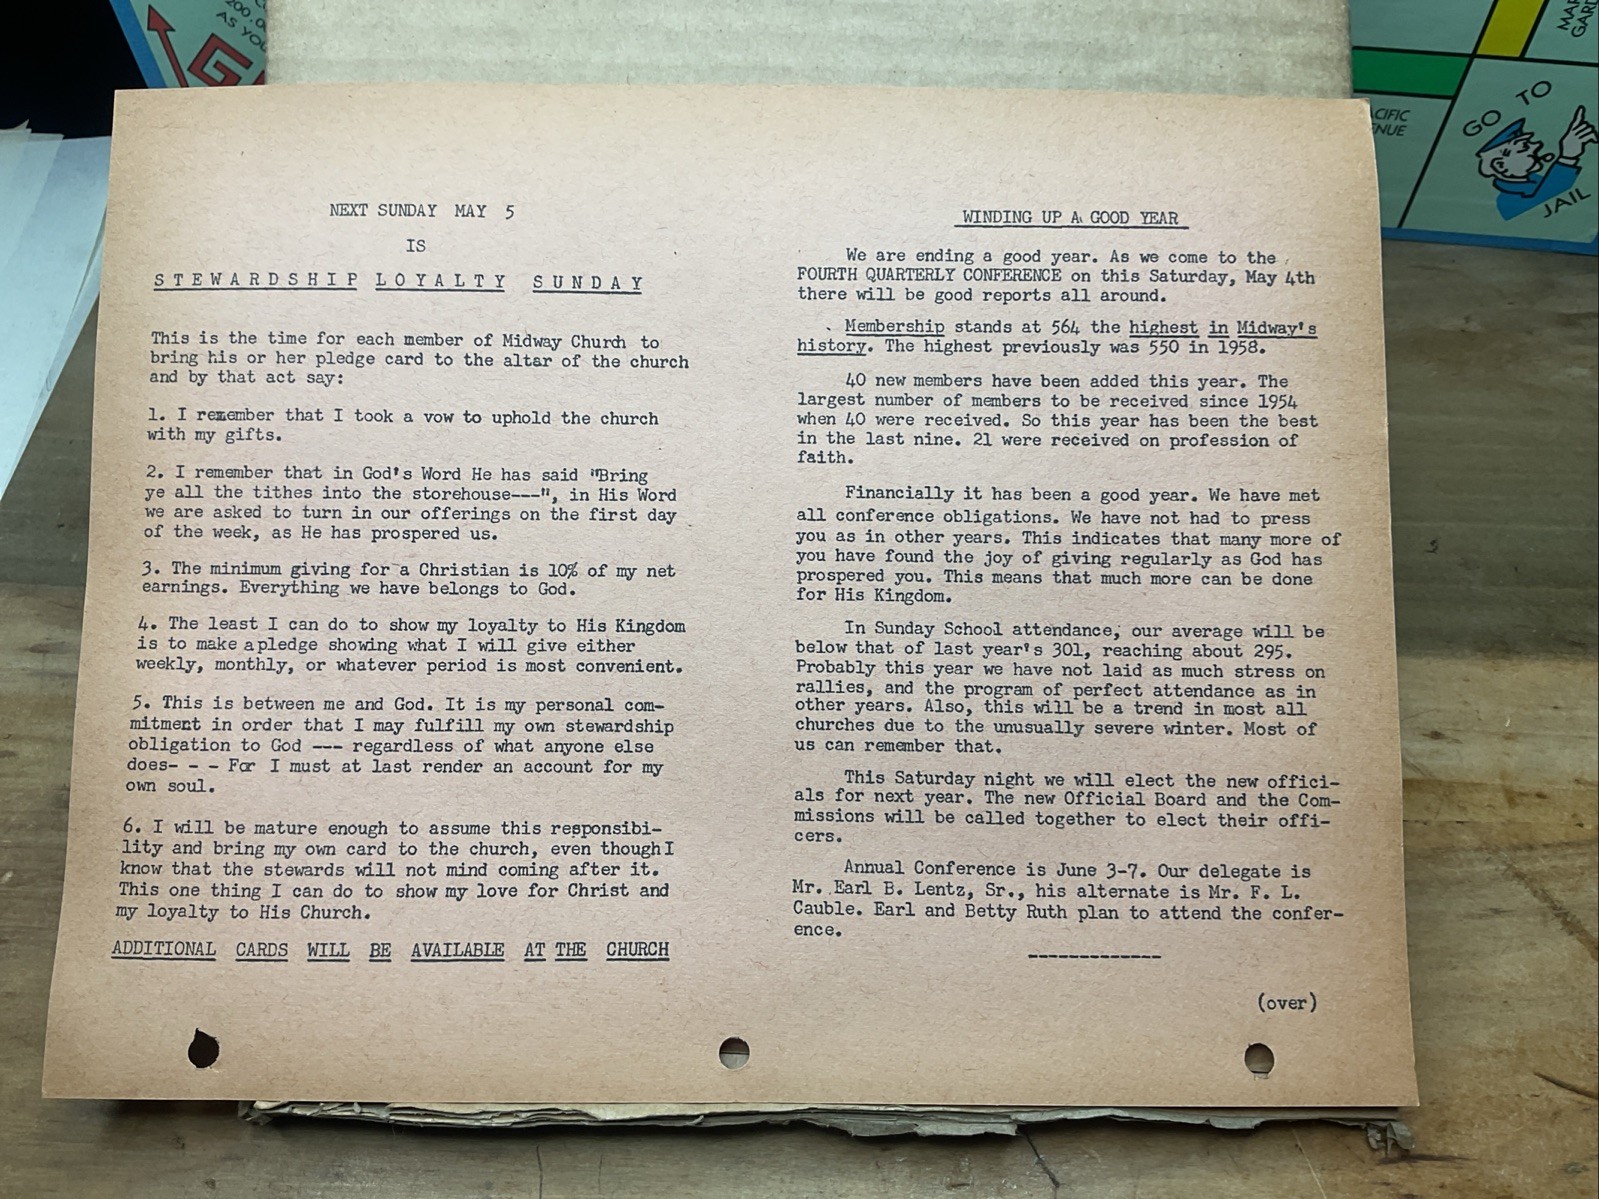 200.0
AS YOU
G
MAR
GARD
CIFIC
NUE
GO TO
JAIL
NEXT SUNDAY MAY 5
IS
STEWARDSHIP LOYALTY SUNDAY
This is the time for each member of Midway Church to
bring his or her pledge card to the altar of the church
and by that act say:
1. I remember that I took a vow to uphold the church
with my gifts.
2. I remember that in God's Word He has said "Bring
ye all the tithes into the storehouse---", in His Word
we are asked to turn in our offerings on the first day
of the week, as He has prospered us.
3. The minimum giving for a Christian is 10% of my net
earnings. Everything we have belongs to God.
4. The least I can do to show my loyalty to His Kingdom
is to make a pledge showing what I will give either
weekly, monthly, or whatever period is most convenient.
5. This is between me and God. It is my personal com-
mitment in order that I may fulfill my own stewardship
obligation to God --- regardless of what anyone else
does- - - For I must at last render an account for my
own soul.
6. I will be mature enough to assume this responsibi-
lity and bring my own card to the church, even though I
know that the stewards will not mind coming after it.
This one thing I can do to show my love for Christ and
my loyalty to His Church.
ADDITIONAL CARDS WILL BE AVAILABLE AT THE CHURCH
WINDING UP A GOOD YEAR
We are ending a good year. As we come to the
FOURTH QUARTERLY CONFERENCE on this Saturday, May 4th
there will be good reports all around.
Membership stands at 564 the highest in Midway's
history. The highest previously was 550 in 1958.
40 new members have been added this year. The
largest number of members to be received since 1954
when 40 were received. So this year has been the best
in the last nine. 21 were received on profession of
faith.
Financially it has been a good year. We have met
all conference obligations. We have not had to press
you as in other years. This indicates that many more of
you have found the joy of giving regularly as God has
prospered you. This means that much more can be done
for His Kingdom.
In Sunday School attendance, our average will be
below that of last year's 301, reaching about 295.
Probably this year we have not laid as much stress on
rallies, and the program of perfect attendance as in
other years. Also, this will be a trend in most all
churches due to the unusually severe winter. Most of
us can remember that.
This Saturday night we will elect the new offici-
als for next year. The new Official Board and the Com-
missions will be called together to elect their offi-
cers.
Annual Conference is June 3-7. Our delegate is
Mr. Earl B. Lentz, Sr., his alternate is Mr. F. L.
Cauble. Earl and Betty Ruth plan to attend the confer-
ence.
-------------
(over)